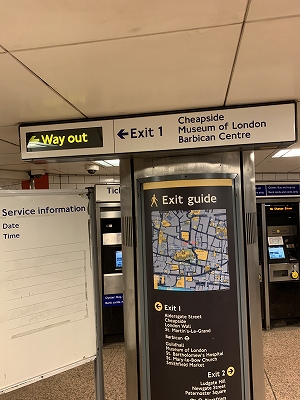 ← Way out
← Exit 1
Cheapside
Museum of London
Barbican Centre
Service information
Date
Time
Exit guide
← Exit 1
Aldersgate Street
Cheapside
London Wall
St. Martin's-Le-Grand
Barbican
Guildhall
Museum of London
St. Bartholomew's Hospital
St. Mary-le-Bow Church
Smithfield Market
Exit 2 →
Ludgate Hill
Newgate Street
Paternoster Square